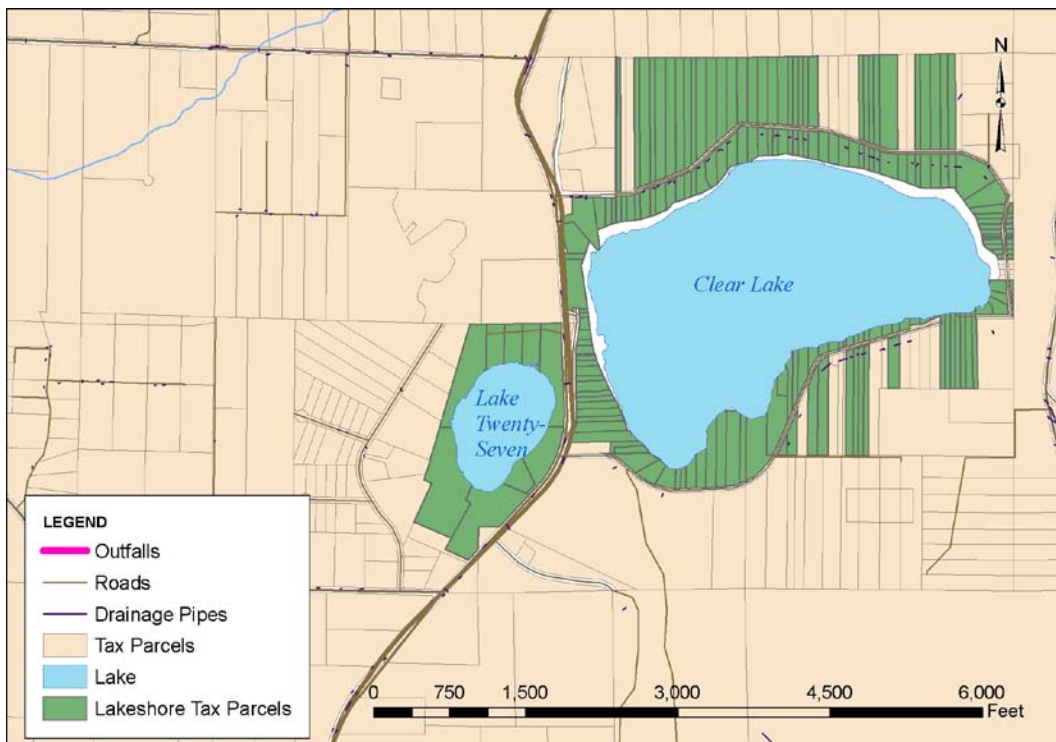 N
Clear Lake
Lake
Twenty-
Seven
LEGEND
Outfalls
Roads
Drainage Pipes
Tax Parcels
Lake
Lakeshore Tax Parcels
0 750 1,500 3,000 4,500 6,000
Feet